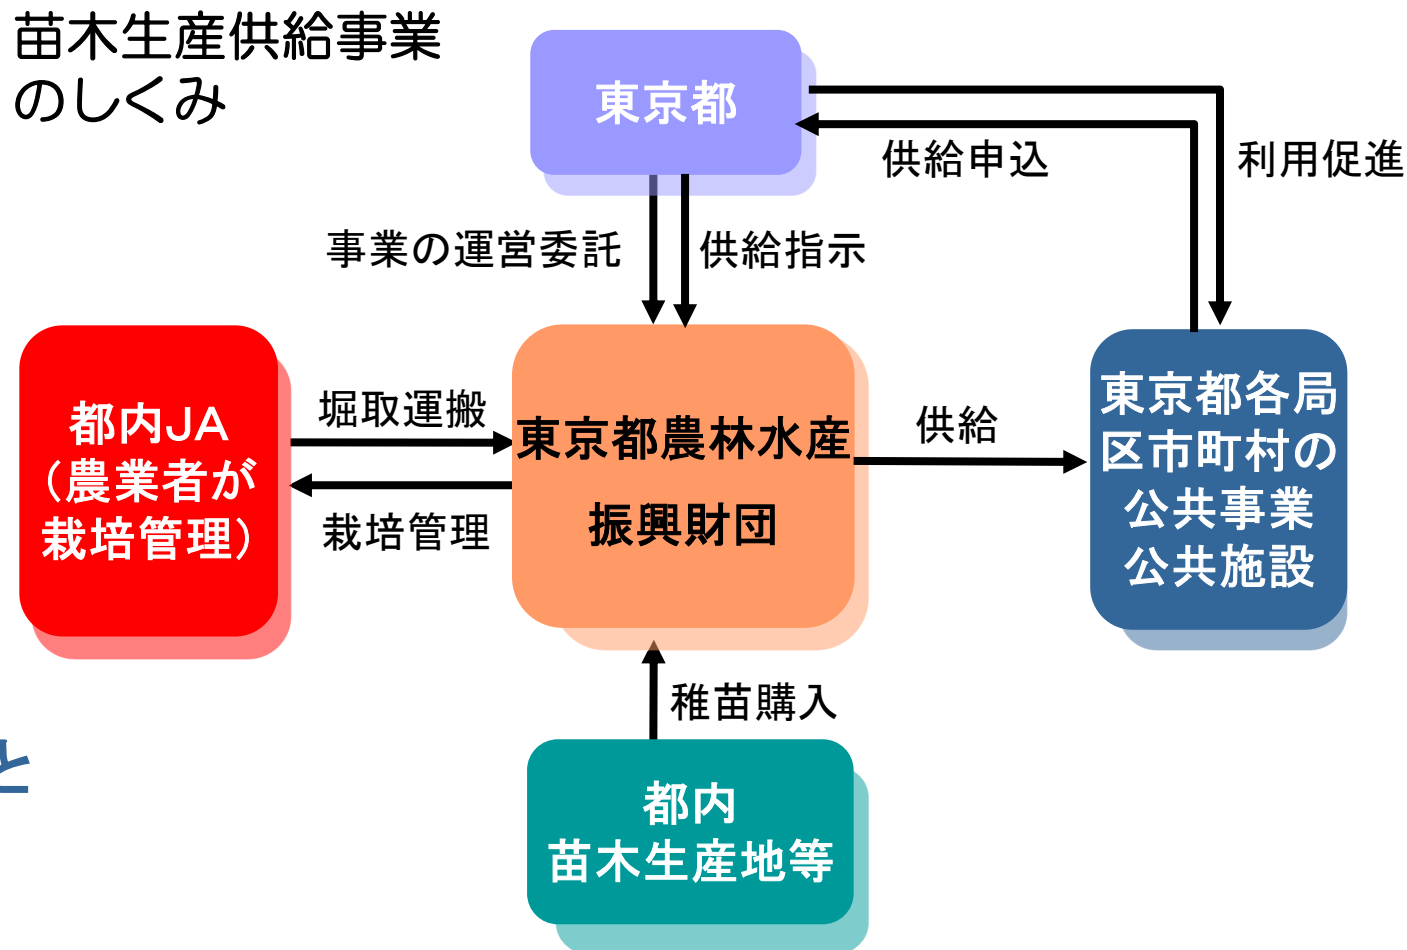 苗木生産供給事業
のしくみ
東京都
供給申込
利用促進
事業の運営委託
供給指示
都内JA
（農業者が
栽培管理）
堀取運搬
栽培管理
東京都農林水産
振興財団
供給
東京都各局
区市町村の
公共事業
公共施設
稚苗購入
都内
苗木生産地等